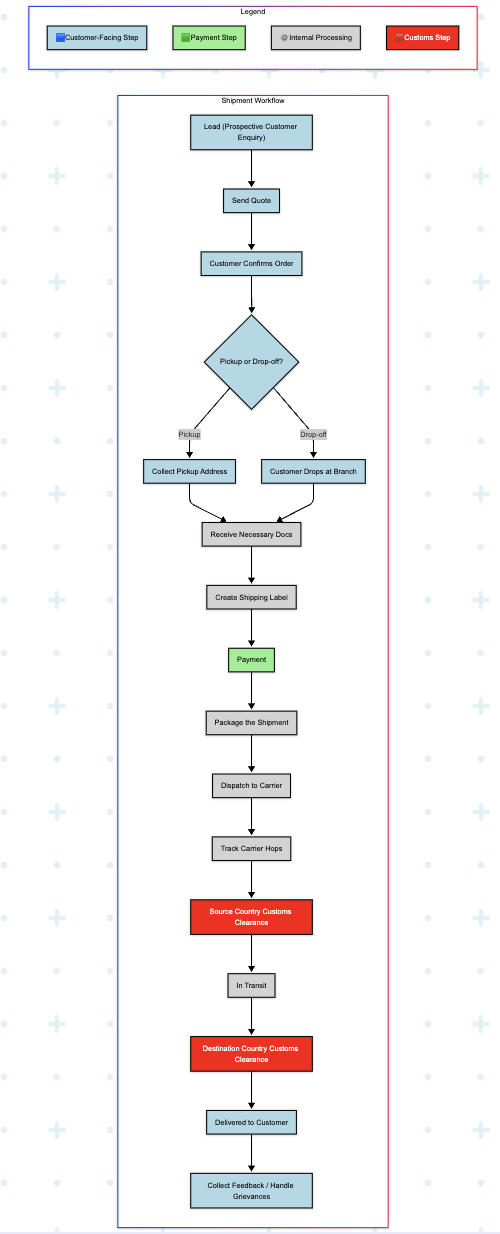 Legend
Customer-Facing Step
Payment Step
Internal Processing
Customs Step
Shipment Workflow
Lead (Prospective Customer
Enquiry)
Send Quote
Customer Confirms Order
Pickup or Drop-off?
Pickup
Drop-off
Collect Pickup Address
Customer Drops at Branch
Receive Necessary Docs
Create Shipping Label
Payment
Package the Shipment
Dispatch to Carrier
Track Carrier Hops
Source Country Customs
Clearance
In Transit
Destination Country Customs
Clearance
Delivered to Customer
Collect Feedback / Handle
Grievances